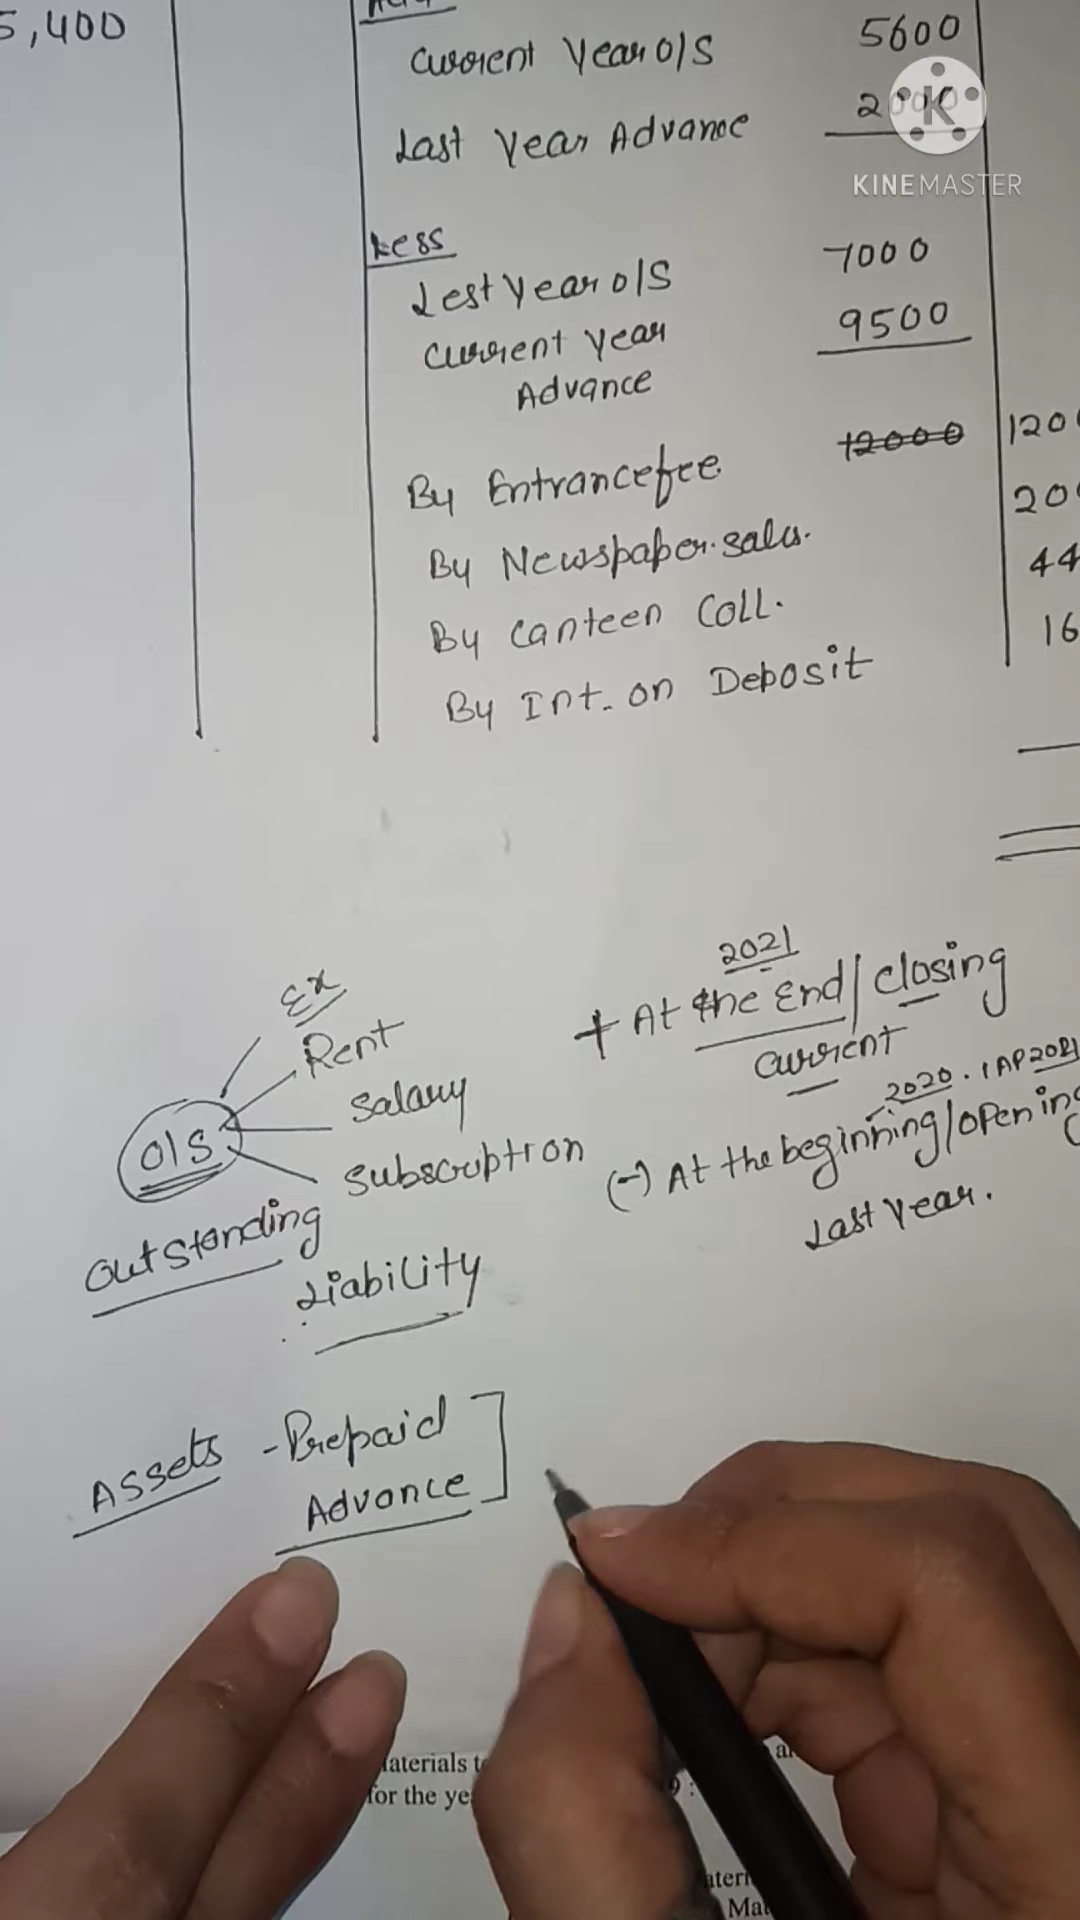 5,400
Current Year O/S 5600
Last Year Advance
KINEMASTER
Less
Last Year O/S 7000
Current Year 9500
Advance
By Entrancefee 12000 120
By Newspaper sales. 20
By Canteen Coll. 44
By Int. on Deposit 16
Ex
Rent
Salary
Subscruptron
O/S
Outstanding
Liability
2021
+ At the End/closing
Current
2020. 1 AP 2021
(-) At the beginning/opening
Last Year.
Assets - Prepaid
Advance
aterials t
for the ye 9 :